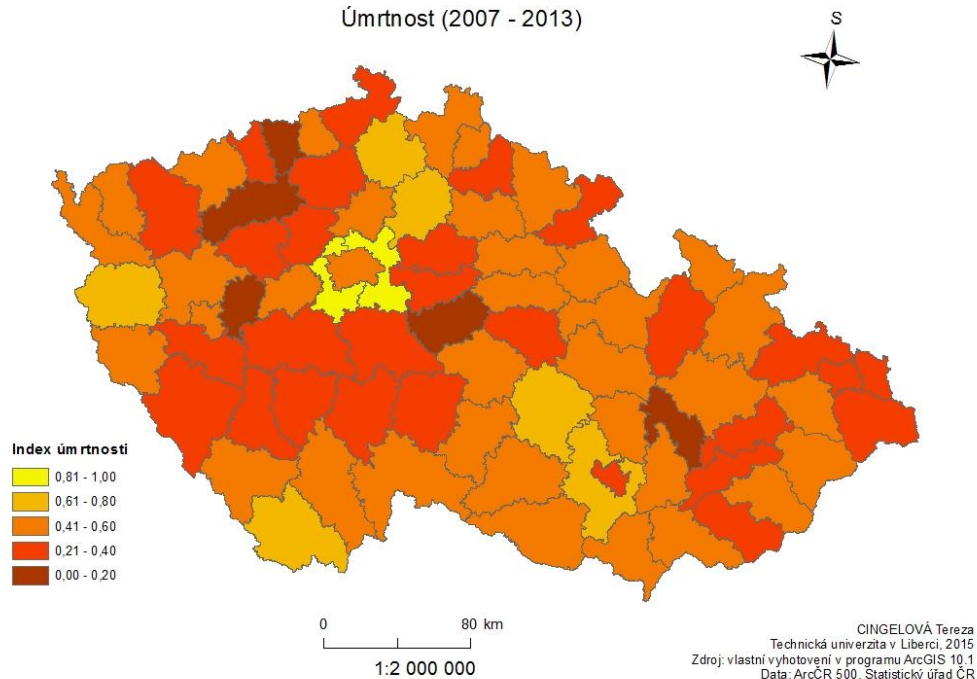 Úmrtnost (2007 - 2013)
S
Index úmrtnosti
0,81 - 1,00
0,61 - 0,80
0,41 - 0,60
0,21 - 0,40
0,00 - 0,20
0 80 km
1:2 000 000
CINGELOVÁ Tereza
Technická univerzita v Liberci, 2015
Zdroj: vlastní vyhotovení v programu ArcGIS 10.1
Data: ArcČR 500, Statistický úřad ČR